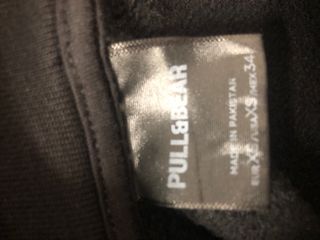 PULL&BEAR
MADE IN PAKISTAN
EUR XS/USA XS/MEX 34